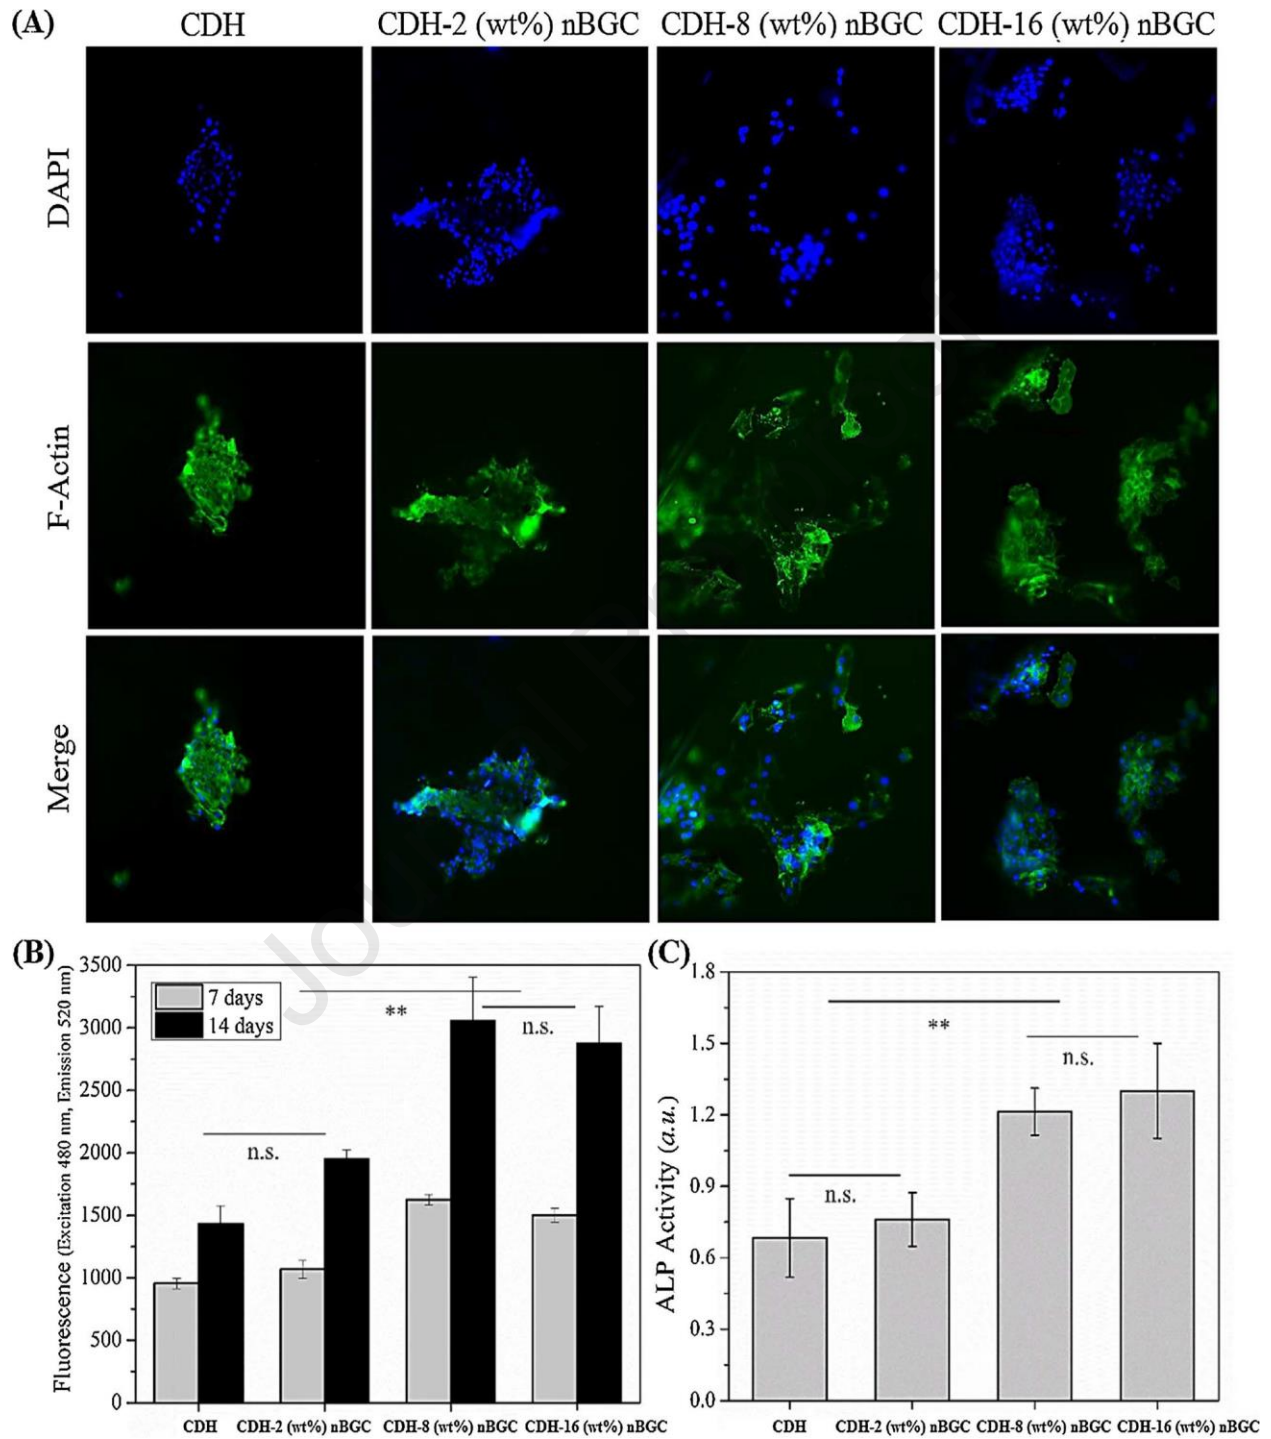 (A)
CDH CDH-2 (wt%) nBGC CDH-8 (wt%) nBGC CDH-16 (wt%) nBGC
DAPI
F-Actin
Merge
(B)
Fluorescence (Excitation 480 nm, Emission 520 nm)
3500
3000
2500
2000
1500
1000
500
0
7 days
14 days
n.s.
**
n.s.
CDH CDH-2 (wt%) nBGC CDH-8 (wt%) nBGC CDH-16 (wt%) nBGC
(C)
ALP Activity (a.u.)
1.8
1.5
1.2
0.9
0.6
0.3
0.0
n.s.
**
n.s.
CDH CDH-2 (wt%) nBGC CDH-8 (wt%) nBGC CDH-16 (wt%) nBGC